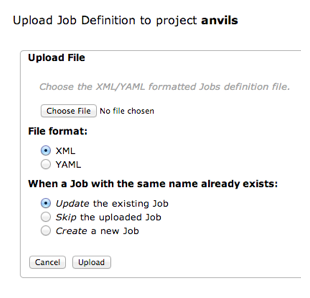 Upload Job Definition to project anvils
Upload File
Choose the XML/YAML formatted Jobs definition file.
Choose File No file chosen
File format:
XML
YAML
When a Job with the same name already exists:
Update the existing Job
Skip the uploaded Job
Create a new Job
Cancel Upload